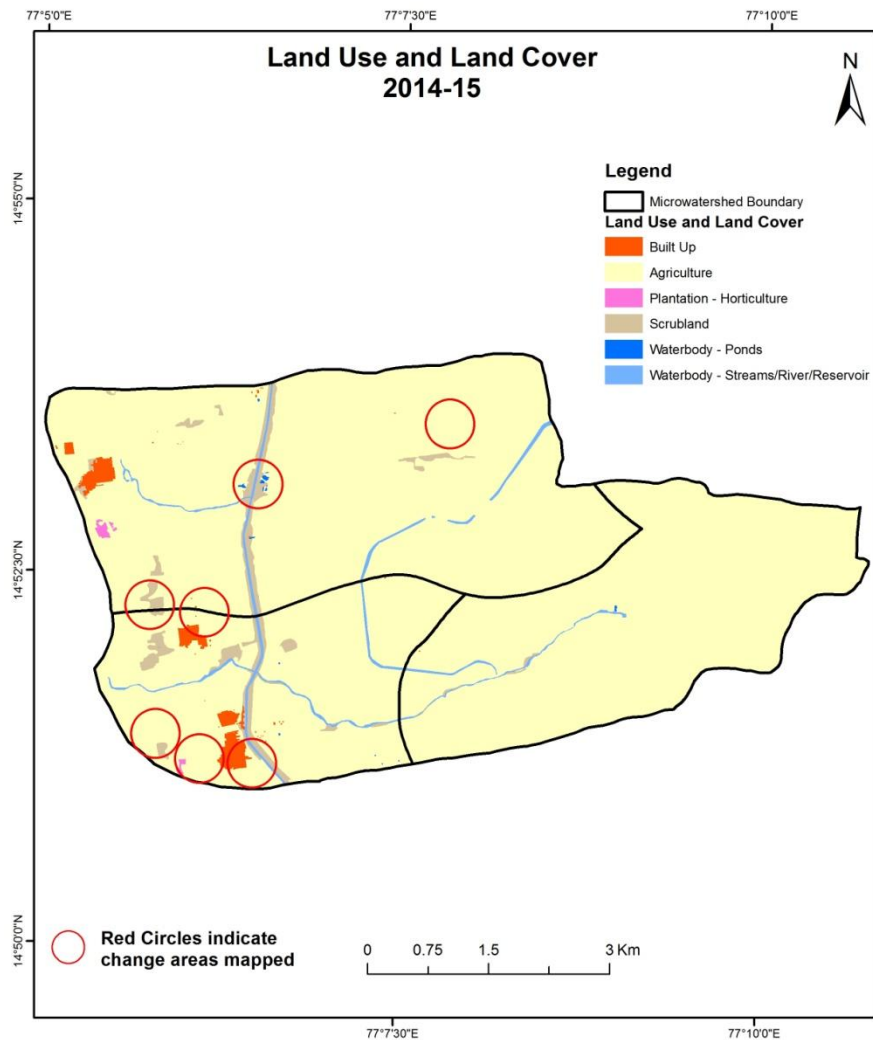 77°5'0"E
77°7'30"E
77°10'0"E
Land Use and Land Cover
2014-15
N
14°55'0"N
Legend
Microwatershed Boundary
Land Use and Land Cover
Built Up
Agriculture
Plantation - Horticulture
Scrubland
Waterbody - Ponds
Waterbody - Streams/River/Reservoir
14°52'30"N
14°50'0"N
Red Circles indicate
change areas mapped
0 0.75 1.5 3 Km
77°7'30"E
77°10'0"E